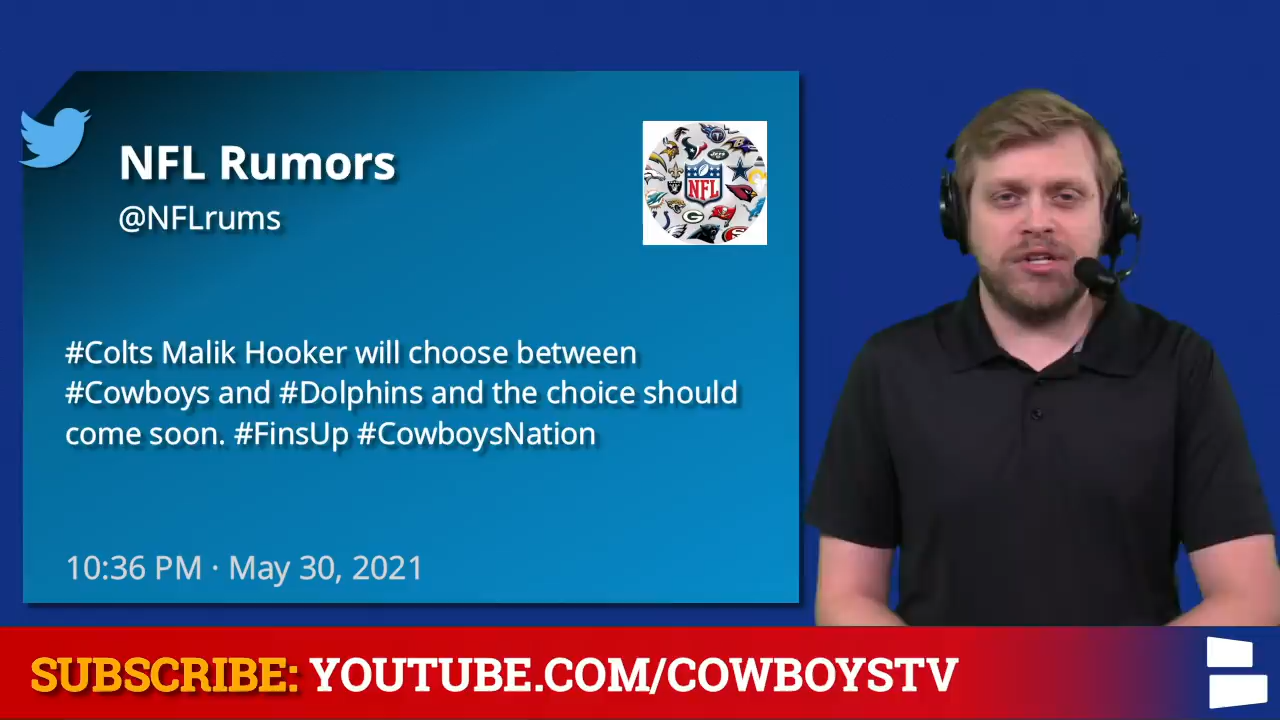 NFL Rumors
@NFLrums
NFL
#Colts Malik Hooker will choose between
#Cowboys and #Dolphins and the choice should
come soon. #FinsUp #CowboysNation
10:36 PM · May 30, 2021
SUBSCRIBE: YOUTUBE.COM/COWBOYSTV